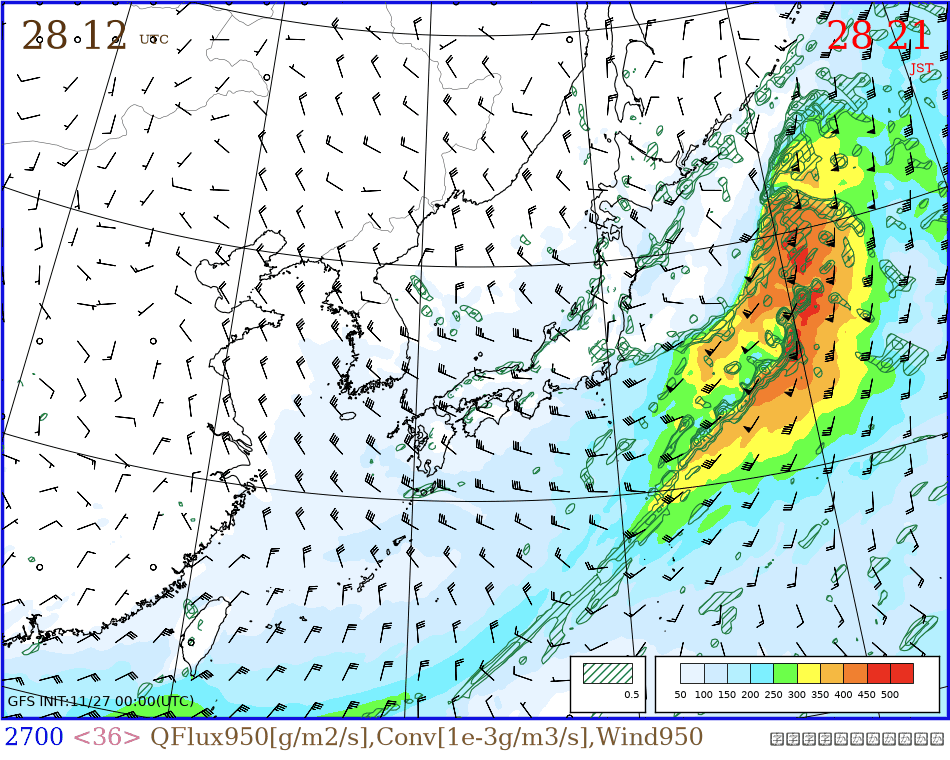 28 12 UTC
28 21
JST
0.5
50 100 150 200 250 300 350 400 450 500
GFS INIT:11/27 00:00(UTC)
2700 <36> QFlux950[g/m2/s],Conv[1e-3g/m3/s],Wind950